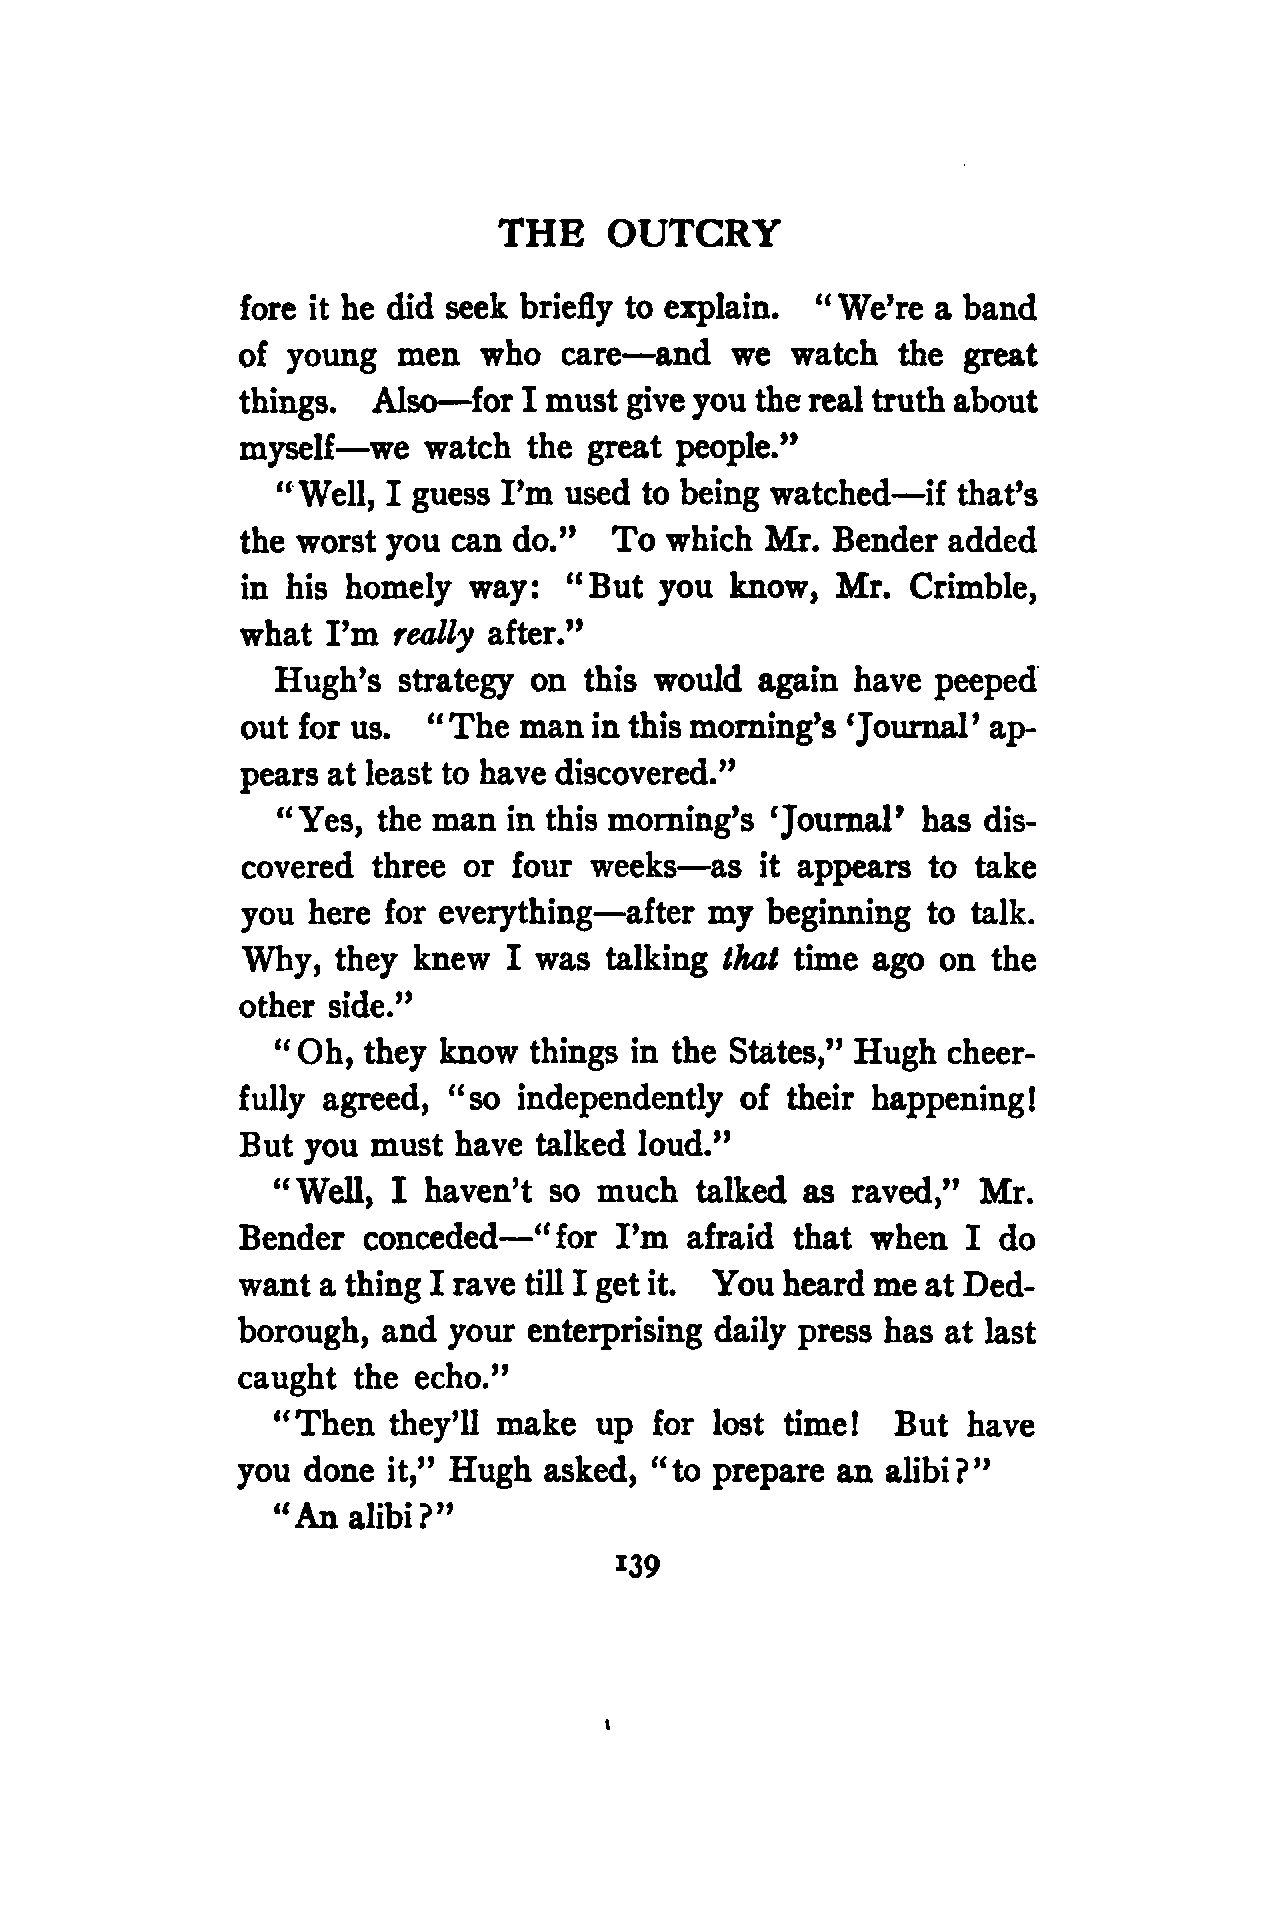 THE OUTCRY
fore it he did seek briefly to explain. "We're a band
of young men who care—and we watch the great
things. Also—for I must give you the real truth about
myself—we watch the great people."
"Well, I guess I'm used to being watched—if that's
the worst you can do." To which Mr. Bender added
in his homely way: "But you know, Mr. Crimble,
what I'm really after."
Hugh's strategy on this would again have peeped
out for us. "The man in this morning's 'Journal' ap-
pears at least to have discovered."
"Yes, the man in this morning's 'Journal' has dis-
covered three or four weeks—as it appears to take
you here for everything—after my beginning to talk.
Why, they knew I was talking that time ago on the
other side."
"Oh, they know things in the States," Hugh cheer-
fully agreed, "so independently of their happening!
But you must have talked loud."
"Well, I haven't so much talked as raved," Mr.
Bender conceded—"for I'm afraid that when I do
want a thing I rave till I get it. You heard me at Ded-
borough, and your enterprising daily press has at last
caught the echo."
"Then they'll make up for lost time! But have
you done it," Hugh asked, "to prepare an alibi?"
"An alibi?"
139